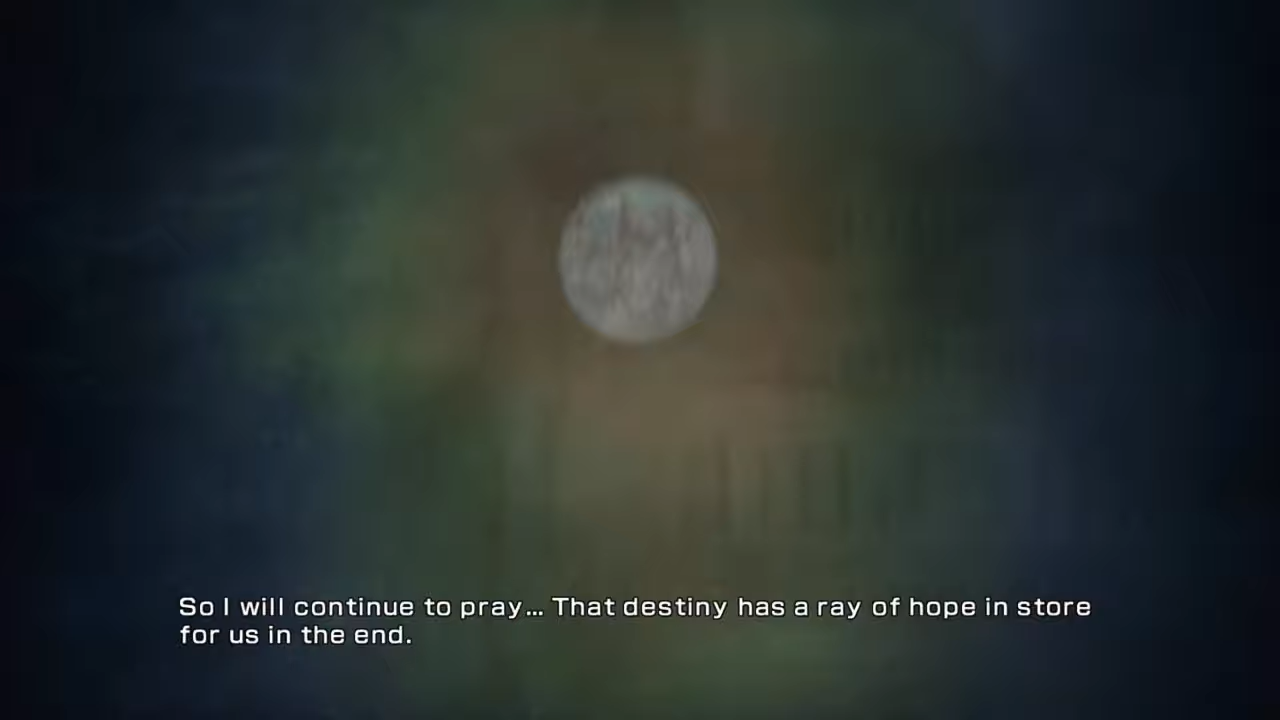 So I will continue to pray... That destiny has a ray of hope in store
for us in the end.